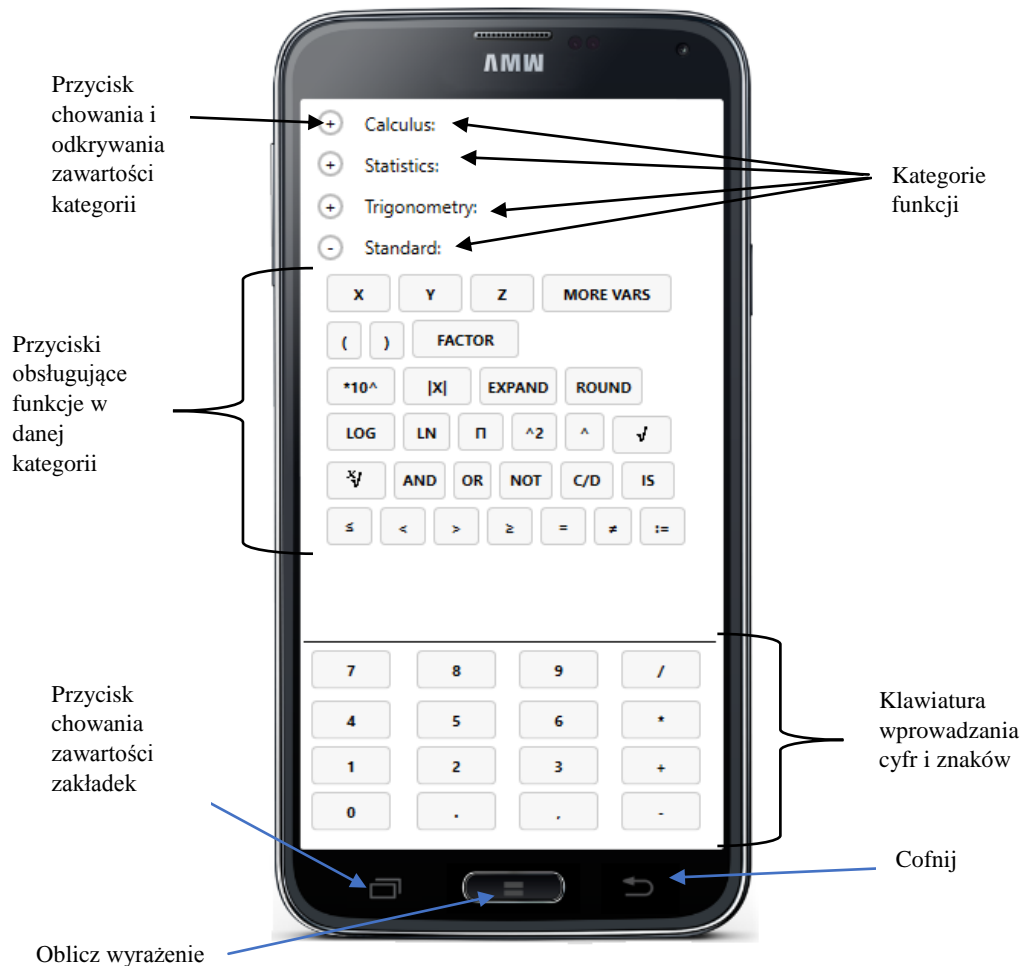 ΛMW
Przycisk
chowania i
odkrywania
zawartości
kategorii
+ Calculus:
+ Statistics:
+ Trigonometry:
- Standard:
Kategorie
funkcji
Przyciski
obsługujące
funkcje w
danej
kategorii
X Y Z MORE VARS
( ) FACTOR
*10^ |X| EXPAND ROUND
LOG LN Π ^2 ^ √
x√ AND OR NOT C/D IS
≤ < > ≥ = ≠ :=
7 8 9 /
4 5 6 *
1 2 3 +
0 . , -
Przycisk
chowania
zawartości
zakładek
Klawiatura
wprowadzania
cyfr i znaków
=
Cofnij
Oblicz wyrażenie